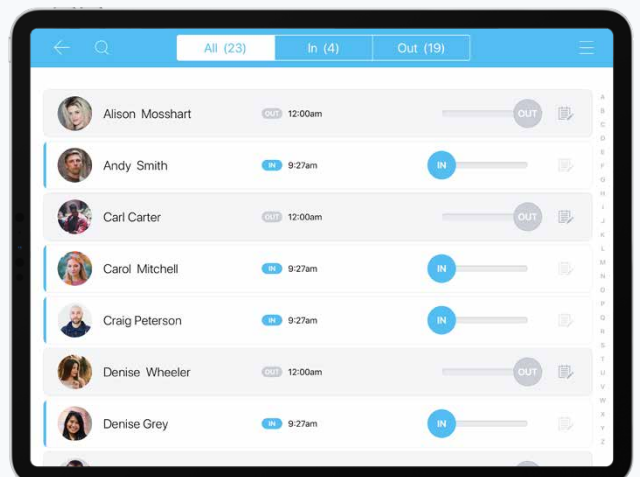 All (23) In (4) Out (19)
Alison Mosshart OUT 12:00am OUT
Andy Smith IN 9:27am IN
Carl Carter OUT 12:00am OUT
Carol Mitchell IN 9:27am IN
Craig Peterson IN 9:27am IN
Denise Wheeler OUT 12:00am OUT
Denise Grey IN 9:27am IN
A
B
C
D
E
F
G
H
I
J
K
L
M
N
O
P
Q
R
S
T
U
V
W
X
Y
Z